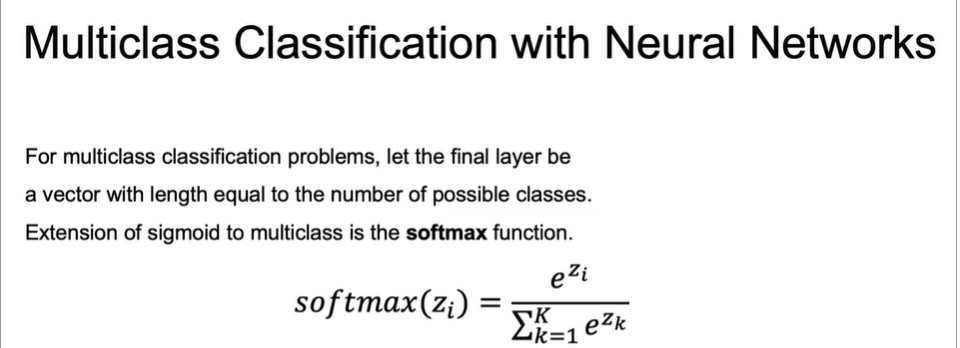 Multiclass Classification with Neural Networks
For multiclass classification problems, let the final layer be
a vector with length equal to the number of possible classes.
Extension of sigmoid to multiclass is the softmax function.
softmax(z_i) = e^{z_i} / ∑_{k=1}^{K} e^{z_k}